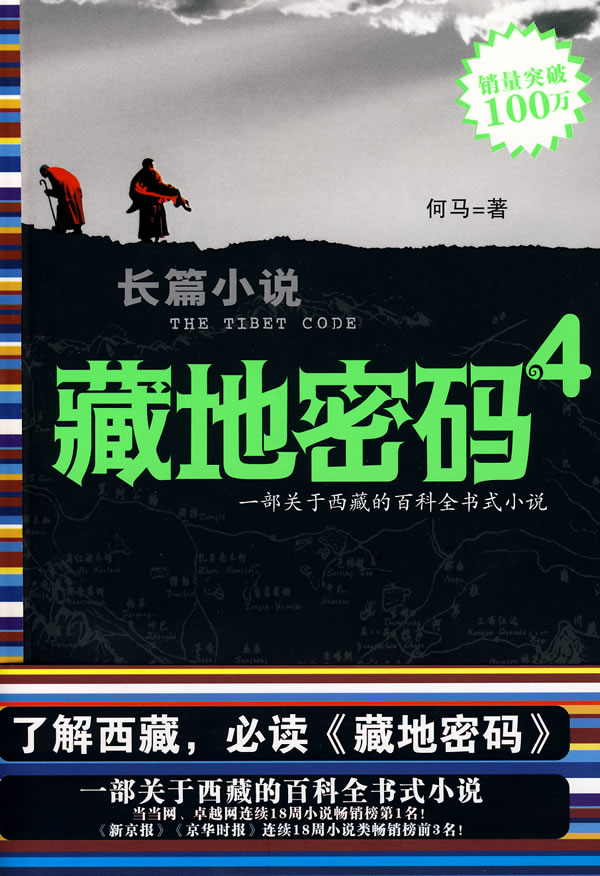 销量突破
100万
何马=著
长篇小说
THE TIBET CODE
藏地密码.4
一部关于西藏的百科全书式小说
了解西藏，必读《藏地密码》
一部关于西藏的百科全书式小说
当当网、卓越网连续18周小说畅销榜第1名！
《新京报》《京华时报》连续18周小说类畅销榜前3名！